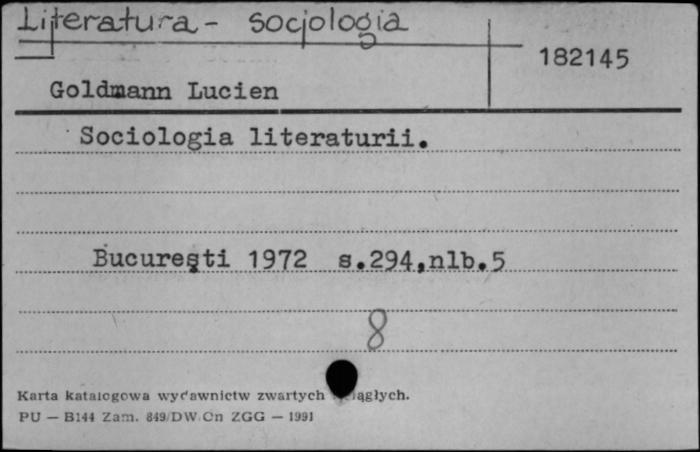 Literatura - socjologia
182145
Goldmann Lucien
Sociologia literaturii.
București 1972 s.294,nlb.5
8
Karta katalogowa wydawnictw zwartych ciągłych.
PU — B144 Zam. 849/DW Cn ZGG — 1991